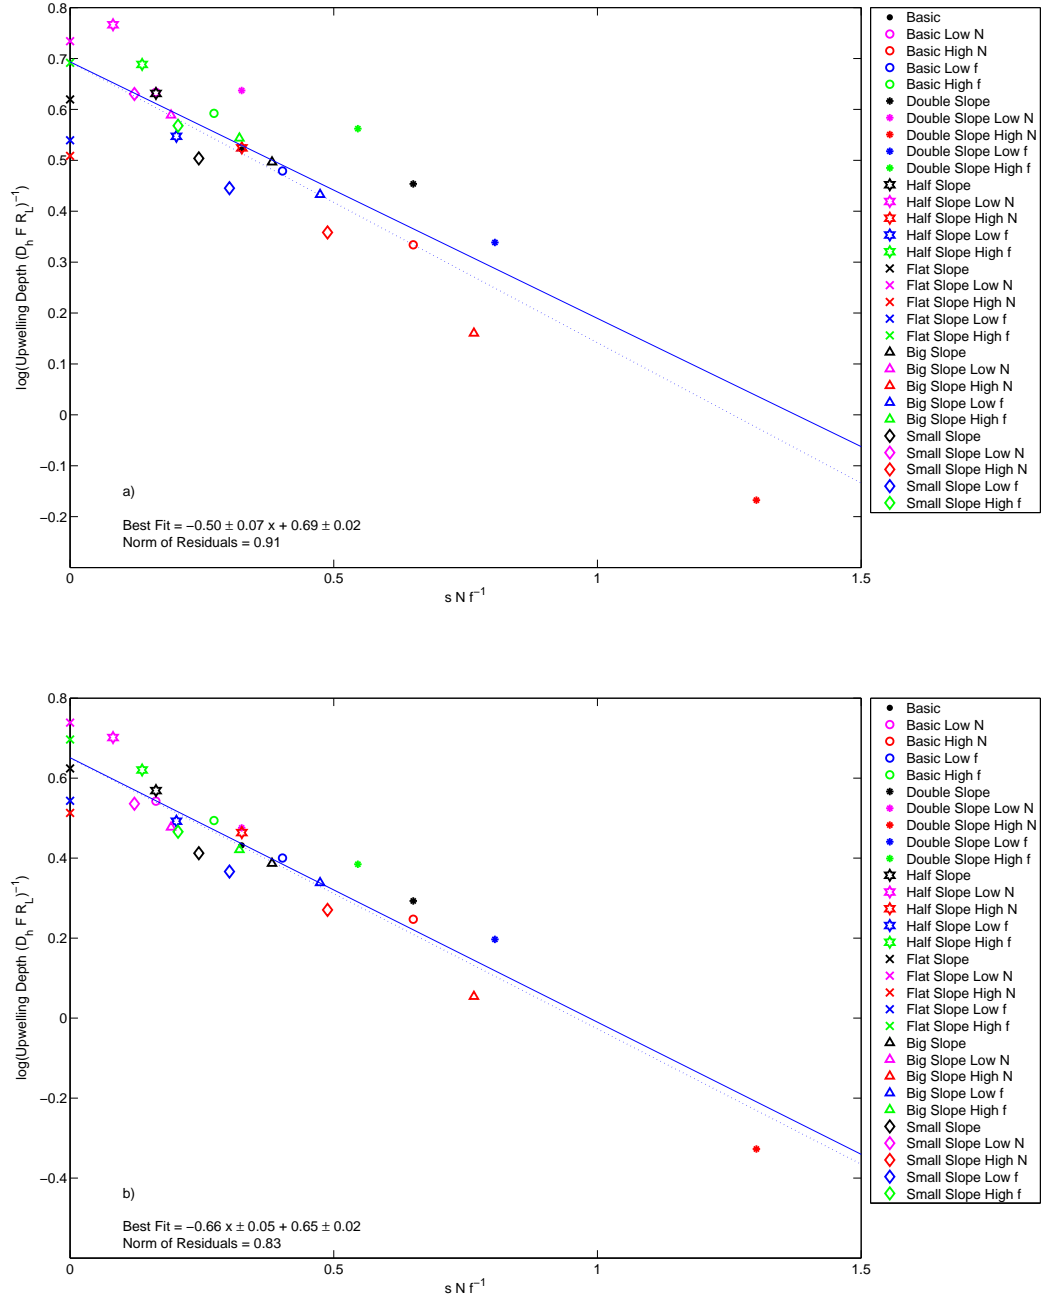 0.8
0.7
0.6
0.5
0.4
0.3
0.2
0.1
0
−0.1
−0.2
log(Upwelling Depth (D_h F R_L)^−1)
a)
Best Fit = −0.50 ± 0.07 x + 0.69 ± 0.02
Norm of Residuals = 0.91
0 0.5 1 1.5
s N f^−1
Basic
Basic Low N
Basic High N
Basic Low f
Basic High f
Double Slope
Double Slope Low N
Double Slope High N
Double Slope Low f
Double Slope High f
Half Slope
Half Slope Low N
Half Slope High N
Half Slope Low f
Half Slope High f
Flat Slope
Flat Slope Low N
Flat Slope High N
Flat Slope Low f
Flat Slope High f
Big Slope
Big Slope Low N
Big Slope High N
Big Slope Low f
Big Slope High f
Small Slope
Small Slope Low N
Small Slope High N
Small Slope Low f
Small Slope High f
0.8
0.6
0.4
0.2
0
−0.2
−0.4
log(Upwelling Depth (D_h F R_L)^−1)
b)
Best Fit = −0.66 x ± 0.05 + 0.65 ± 0.02
Norm of Residuals = 0.83
0 0.5 1 1.5
s N f^−1
Basic
Basic Low N
Basic High N
Basic Low f
Basic High f
Double Slope
Double Slope Low N
Double Slope High N
Double Slope Low f
Double Slope High f
Half Slope
Half Slope Low N
Half Slope High N
Half Slope Low f
Half Slope High f
Flat Slope
Flat Slope Low N
Flat Slope High N
Flat Slope Low f
Flat Slope High f
Big Slope
Big Slope Low N
Big Slope High N
Big Slope Low f
Big Slope High f
Small Slope
Small Slope Low N
Small Slope High N
Small Slope Low f
Small Slope High f